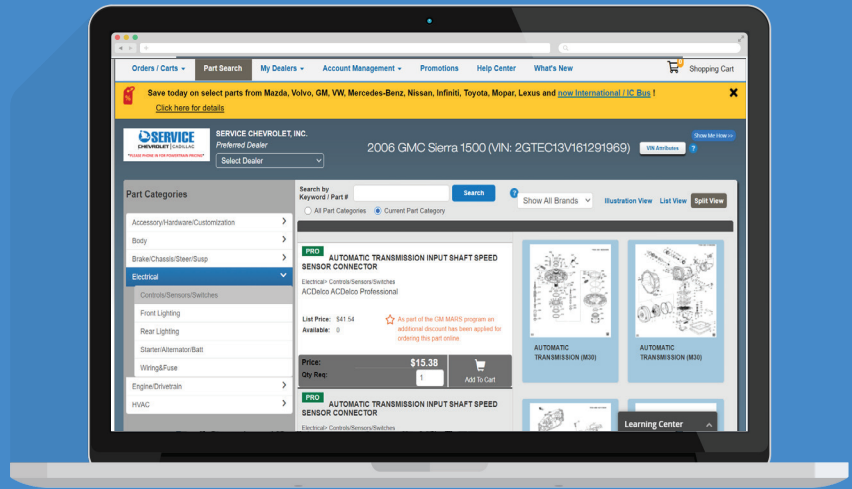 Orders / Carts
Part Search
My Dealers
Account Management
Promotions
Help Center
What's New
Shopping Cart
Save today on select parts from Mazda, Volvo, GM, VW, Mercedes-Benz, Nissan, Infiniti, Toyota, Mopar, Lexus and now International / IC Bus !
Click here for details
SERVICE
CHEVROLET | CADILLAC
*PLEASE PHONE IN FOR POWERTRAIN PRICING*
SERVICE CHEVROLET, INC.
Preferred Dealer
Select Dealer
2006 GMC Sierra 1500 (VIN: 2GTEC13V161291969)
VIN Attributes
?
Show Me How >>
Part Categories
Accessory/Hardware/Customization
Body
Brake/Chassis/Steer/Susp
Electrical
Controls/Sensors/Switches
Front Lighting
Rear Lighting
Starter/Alternator/Batt
Wiring&Fuse
Engine/Drivetrain
HVAC
Search by
Keyword / Part #
Search
?
Show All Brands
Illustration View
List View
Split View
All Part Categories
Current Part Category
PRO
AUTOMATIC TRANSMISSION INPUT SHAFT SPEED
SENSOR CONNECTOR
Electrical> Controls/Sensors/Switches
ACDelco ACDelco Professional
List Price: $41.54
Available: 0
As part of the GM MARS program an
additional discount has been applied for
ordering this part online
Price: $15.38
Qty Req: 1
Add To Cart
AUTOMATIC
TRANSMISSION (M30)
AUTOMATIC
TRANSMISSION (M30)
PRO
AUTOMATIC TRANSMISSION INPUT SHAFT SPEED
SENSOR CONNECTOR
Electrical> Controls/Sensors/Switches
Learning Center